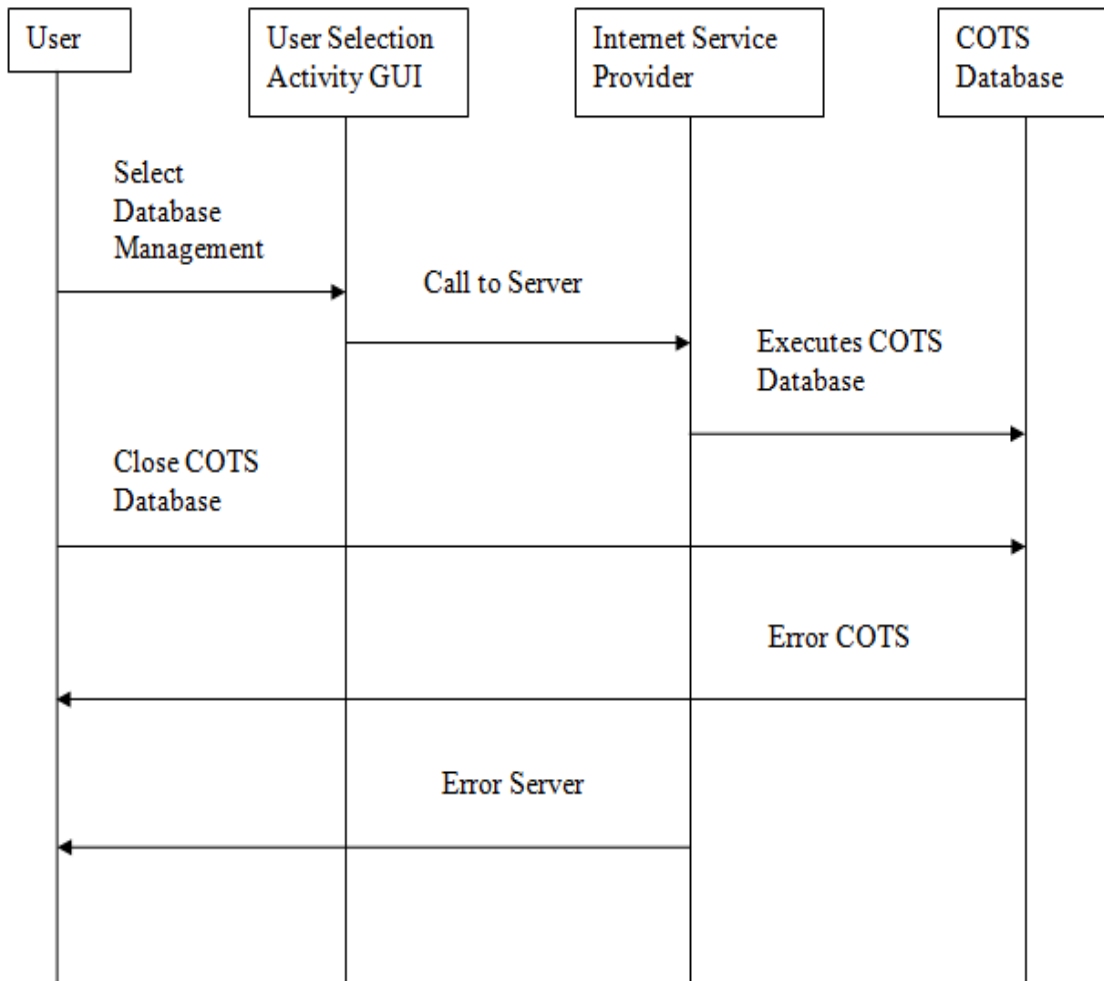 User
User Selection
Activity GUI
Internet Service
Provider
COTS
Database
Select
Database
Management
Call to Server
Executes COTS
Database
Close COTS
Database
Error COTS
Error Server